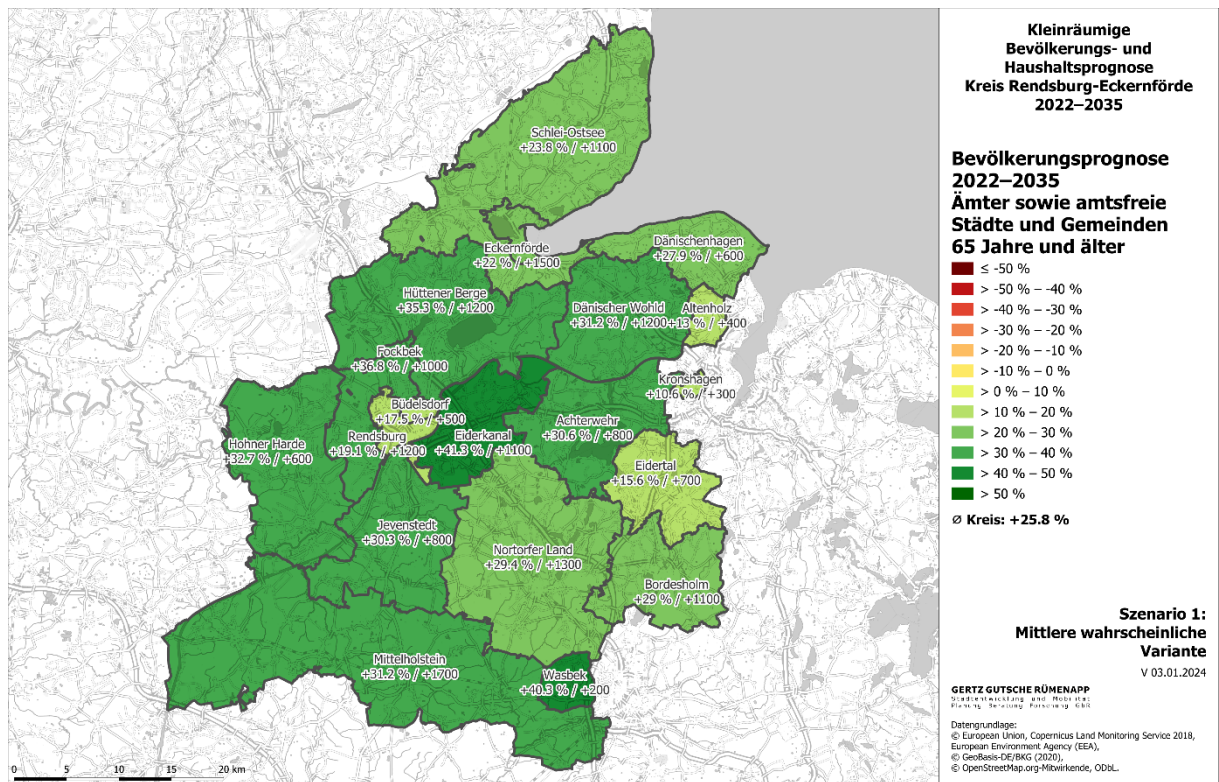 Kleinräumige
Bevölkerungs- und
Haushaltsprognose
Kreis Rendsburg-Eckernförde
2022–2035
Bevölkerungsprognose
2022–2035
Ämter sowie amtsfreie
Städte und Gemeinden
65 Jahre und älter
≤ -50 %
> -50 % – -40 %
> -40 % – -30 %
> -30 % – -20 %
> -20 % – -10 %
> -10 % – 0 %
> 0 % – 10 %
> 10 % – 20 %
> 20 % – 30 %
> 30 % – 40 %
> 40 % – 50 %
> 50 %
⌀ Kreis: +25.8 %
Schlei-Ostsee
+23.8 % / +1100
Eckernförde
+22 % / +1500
Dänischenhagen
+27.9 % / +600
Hüttener Berge
+35.3 % / +1200
Dänischer Wohld
+31.2 % / +1200
Altenholz
+13 % / +400
Fockbek
+36.8 % / +1000
Kronshagen
+10.6 % / +300
Büdelsdorf
+17.5 % / +500
Rendsburg
/ +1200
Eiderkanal
+41.3 % / +1100
Achterwehr
+30.6 % / +800
Hohner Harde
+32.7 % / +600
Eidertal
+15.6 % / +700
Jevenstedt
+30.3 % / +800
Nortorfer Land
+29.4 % / +1300
Bordesholm
+29 % / +1100
Mittelholstein
+31.2 % / +1700
Wasbek
+40.3 % / +200
0 5 10 15 20 km
Szenario 1:
Mittlere wahrscheinliche
Variante
V 03.01.2024
GERTZ GUTSCHE RÜMENAPP
Stadtentwicklung und Mobilität
Planung Beratung Forschung GbR
Datengrundlage:
© European Union, Copernicus Land Monitoring Service 2018,
European Environment Agency (EEA),
© GeoBasis-DE/BKG (2020),
© OpenStreetMap.org-Mitwirkende, ODbL.